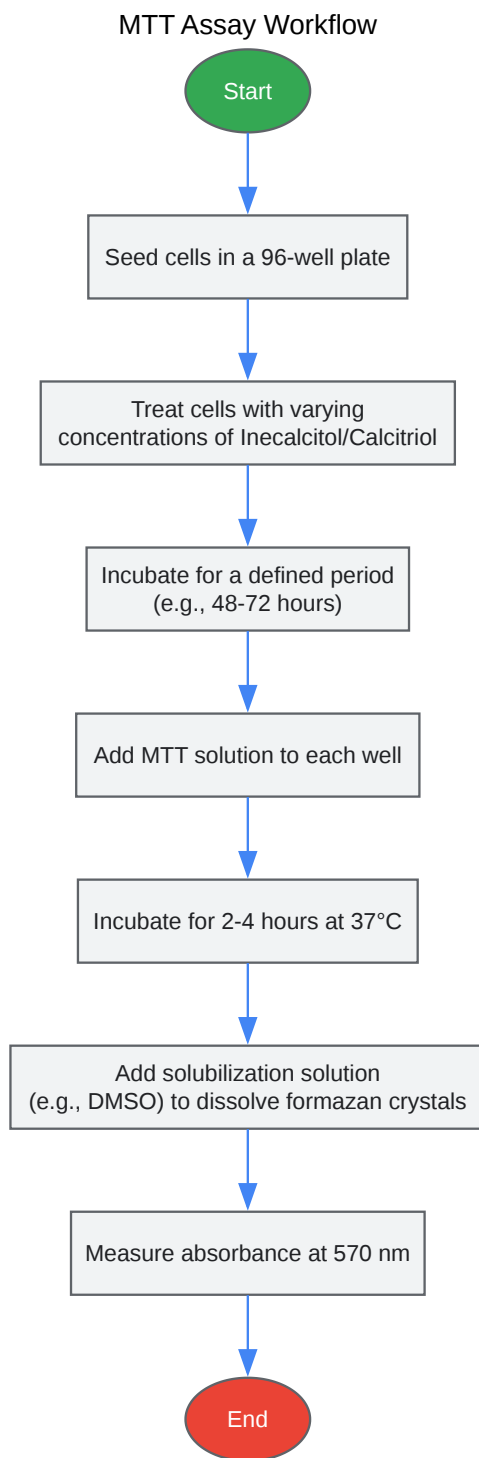 MTT Assay Workflow
Start
Seed cells in a 96-well plate
Treat cells with varying
concentrations of Inecalcitol/Calcitriol
Incubate for a defined period
(e.g., 48-72 hours)
Add MTT solution to each well
Incubate for 2-4 hours at 37°C
Add solubilization solution
(e.g., DMSO) to dissolve formazan crystals
Measure absorbance at 570 nm
End